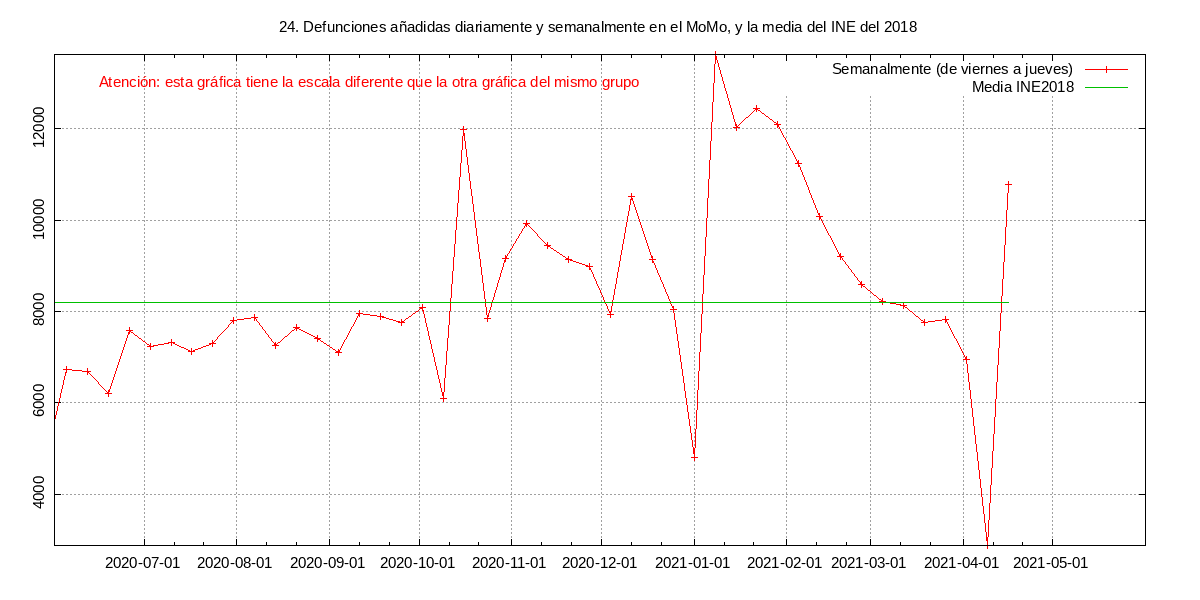 24. Defunciones añadidas diariamente y semanalmente en el MoMo, y la media del INE del 2018
Atención: esta gráfica tiene la escala diferente que la otra gráfica del mismo grupo
Semanalmente (de viernes a jueves)
Media INE2018
12000
10000
8000
6000
4000
2020-07-01 2020-08-01 2020-09-01 2020-10-01 2020-11-01 2020-12-01 2021-01-01 2021-02-01 2021-03-01 2021-04-01 2021-05-01